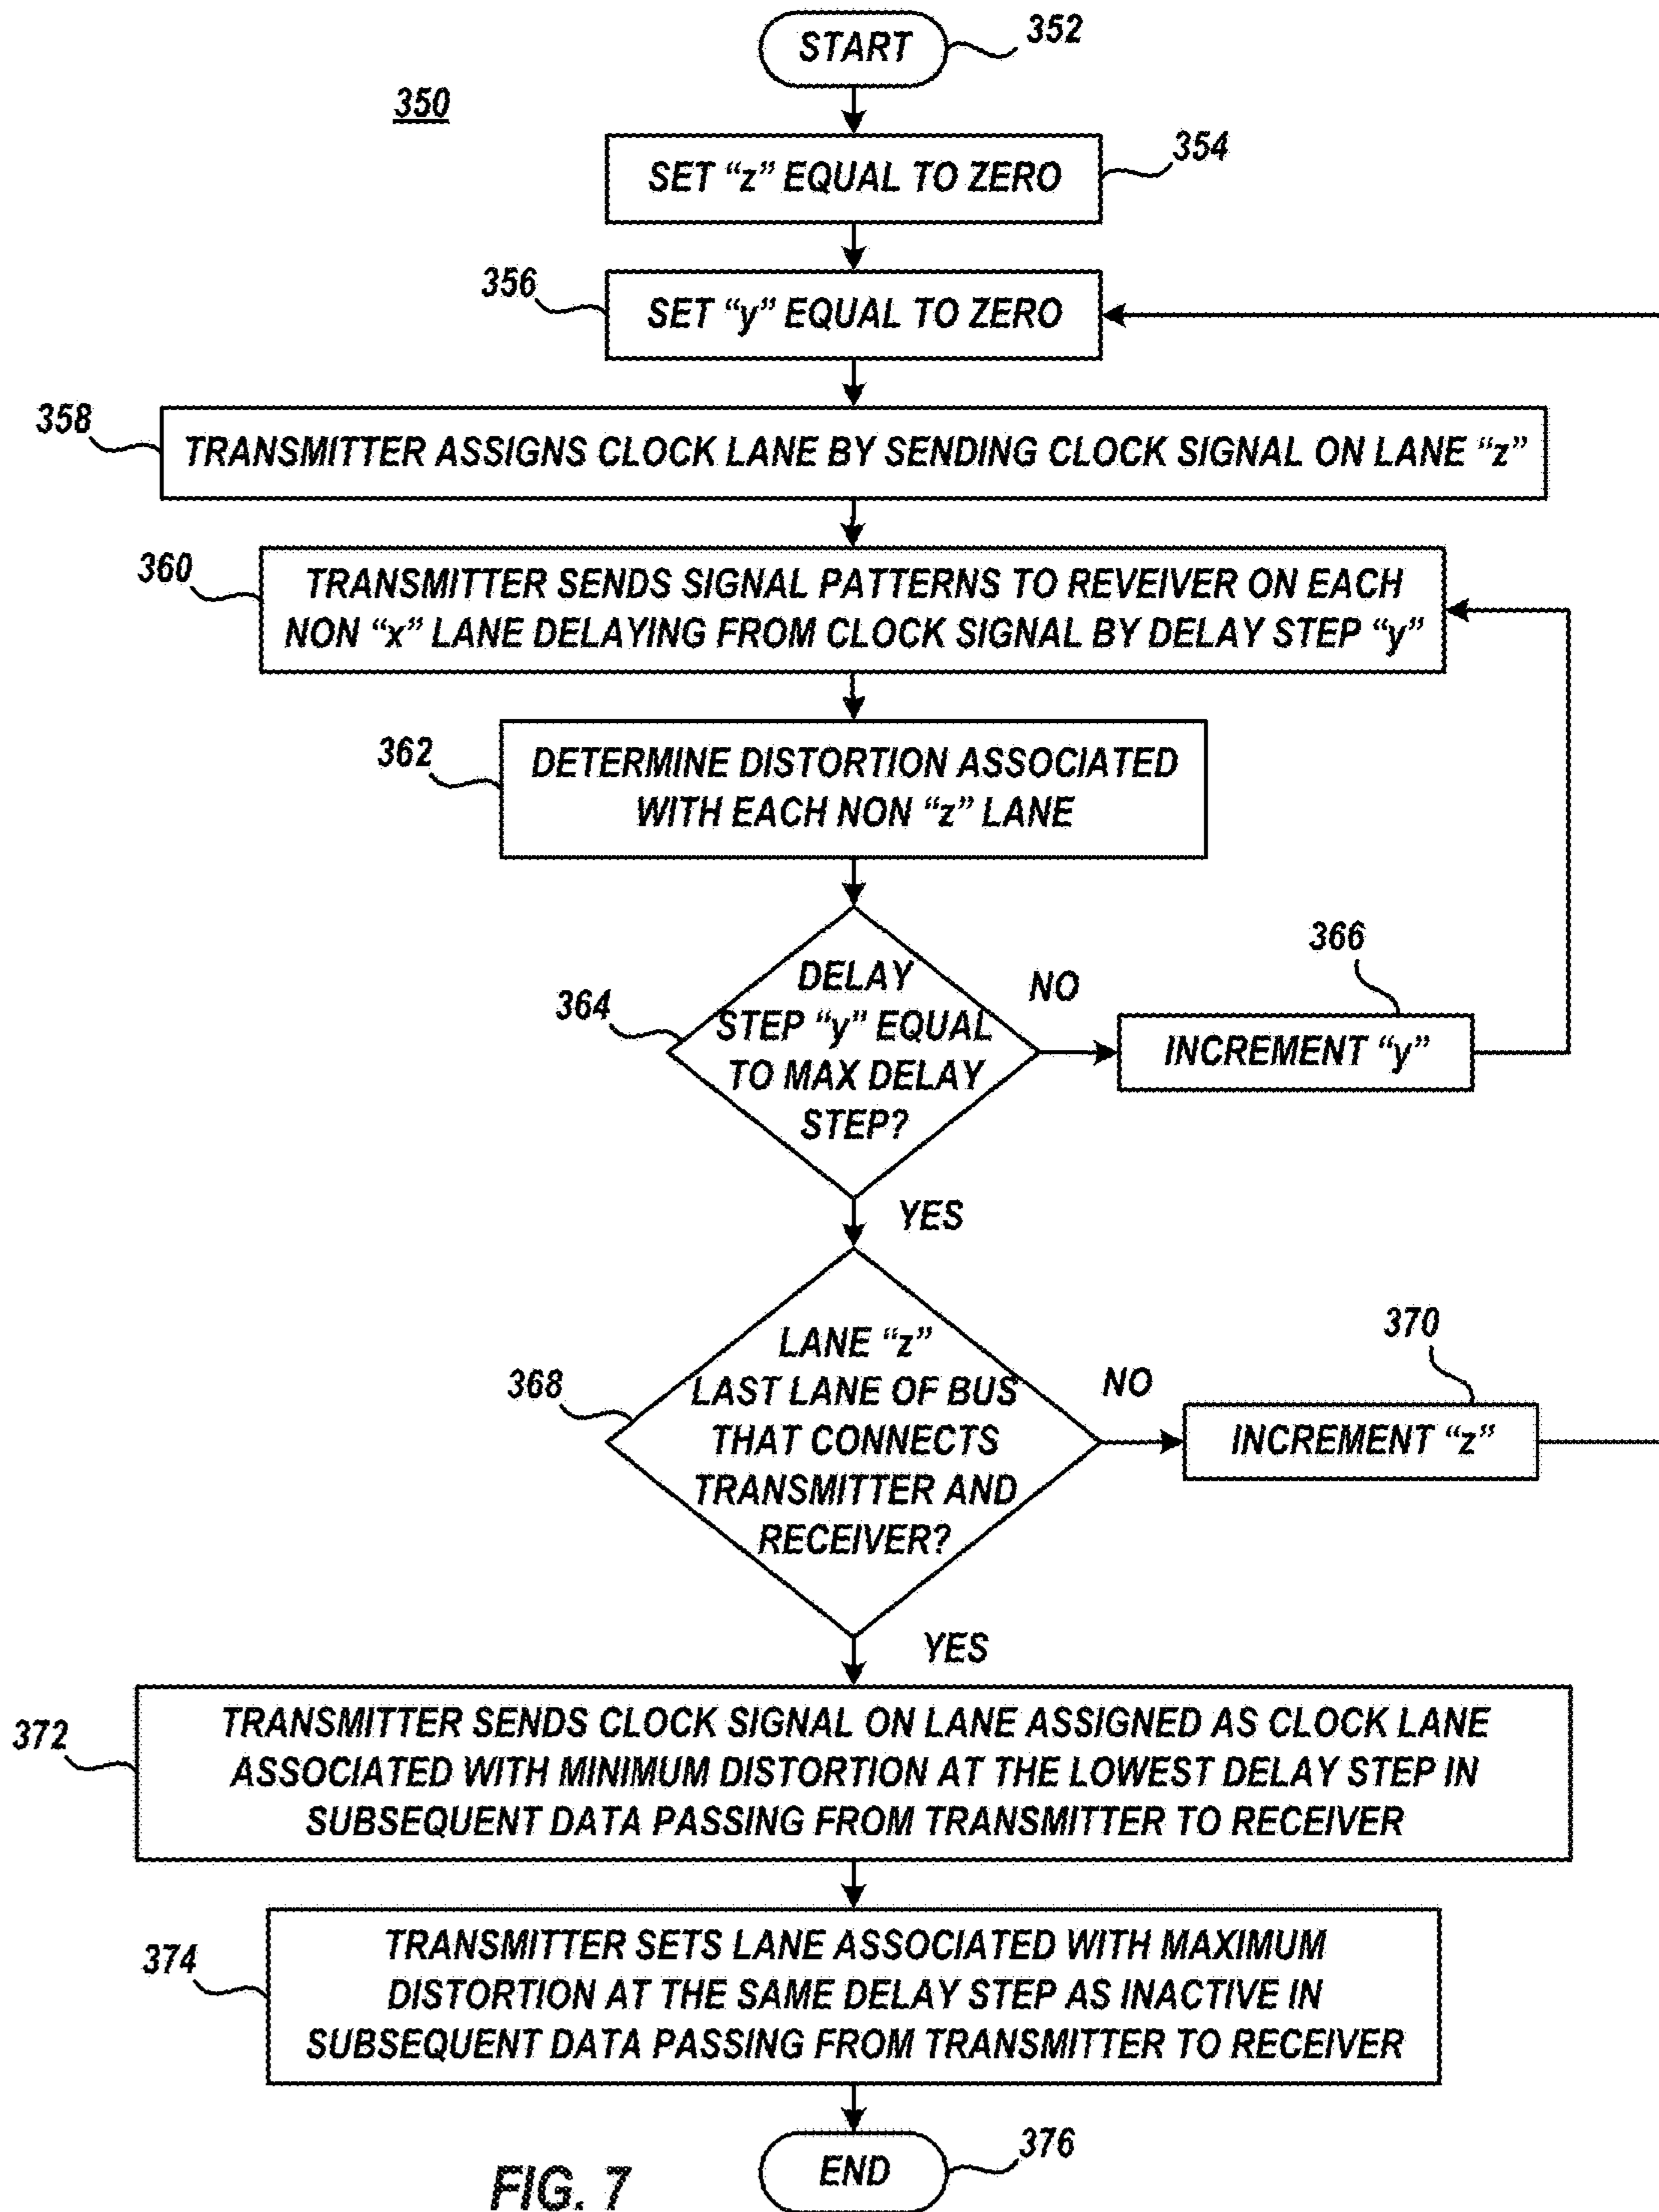 START
352
350
SET “z” EQUAL TO ZERO
354
356
SET “y” EQUAL TO ZERO
358
TRANSMITTER ASSIGNS CLOCK LANE BY SENDING CLOCK SIGNAL ON LANE “z”
360
TRANSMITTER SENDS SIGNAL PATTERNS TO REVEIVER ON EACH
NON “x” LANE DELAYING FROM CLOCK SIGNAL BY DELAY STEP “y”
362
DETERMINE DISTORTION ASSOCIATED
WITH EACH NON “z” LANE
364
DELAY
STEP “y” EQUAL
TO MAX DELAY
STEP?
NO
366
INCREMENT “y”
YES
368
LANE “z”
LAST LANE OF BUS
THAT CONNECTS
TRANSMITTER AND
RECEIVER?
NO
370
INCREMENT “z”
YES
372
TRANSMITTER SENDS CLOCK SIGNAL ON LANE ASSIGNED AS CLOCK LANE
ASSOCIATED WITH MINIMUM DISTORTION AT THE LOWEST DELAY STEP IN
SUBSEQUENT DATA PASSING FROM TRANSMITTER TO RECEIVER
374
TRANSMITTER SETS LANE ASSOCIATED WITH MAXIMUM
DISTORTION AT THE SAME DELAY STEP AS INACTIVE IN
SUBSEQUENT DATA PASSING FROM TRANSMITTER TO RECEIVER
END
376
FIG. 7